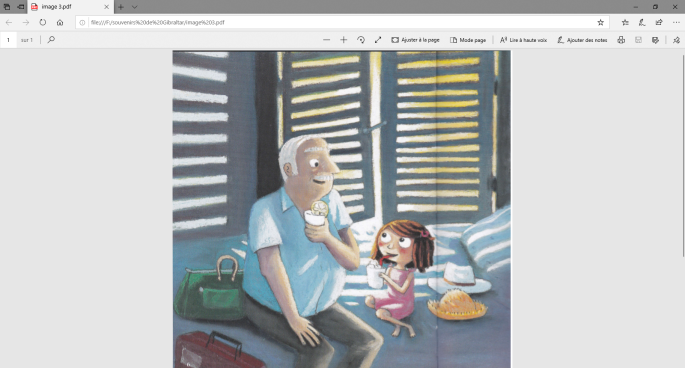 image 3.pdf
file:///F:/souvenirs%20de%20Gibraltar/image%203.pdf
1 sur 1
Ajuster à la page
Mode page
Lire à haute voix
Ajouter des notes